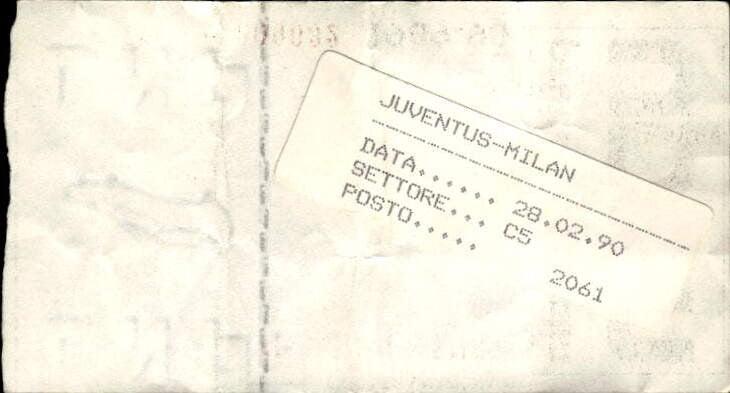 JUVENTUS-MILAN
DATA...... 28.02.90
SETTORE... C5
POSTO..... 2061